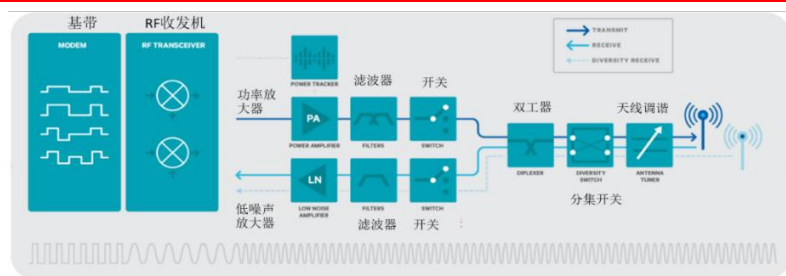 基带
RF收发机
MODEM
RF TRANSCEIVER
TRANSMIT
RECEIVE
DIVERSITY RECEIVE
POWER TRACKER
功率放
大器
滤波器
开关
双工器
天线调谐
PA
POWER AMPLIFIER
FILTERS
SWITCH
LN
LOW NOISE
AMPLIFIER
FILTERS
SWITCH
DIPLEXER
DIVERSITY
SWITCH
ANTENNA
TUNER
低噪声
放大器
滤波器
开关
分集开关